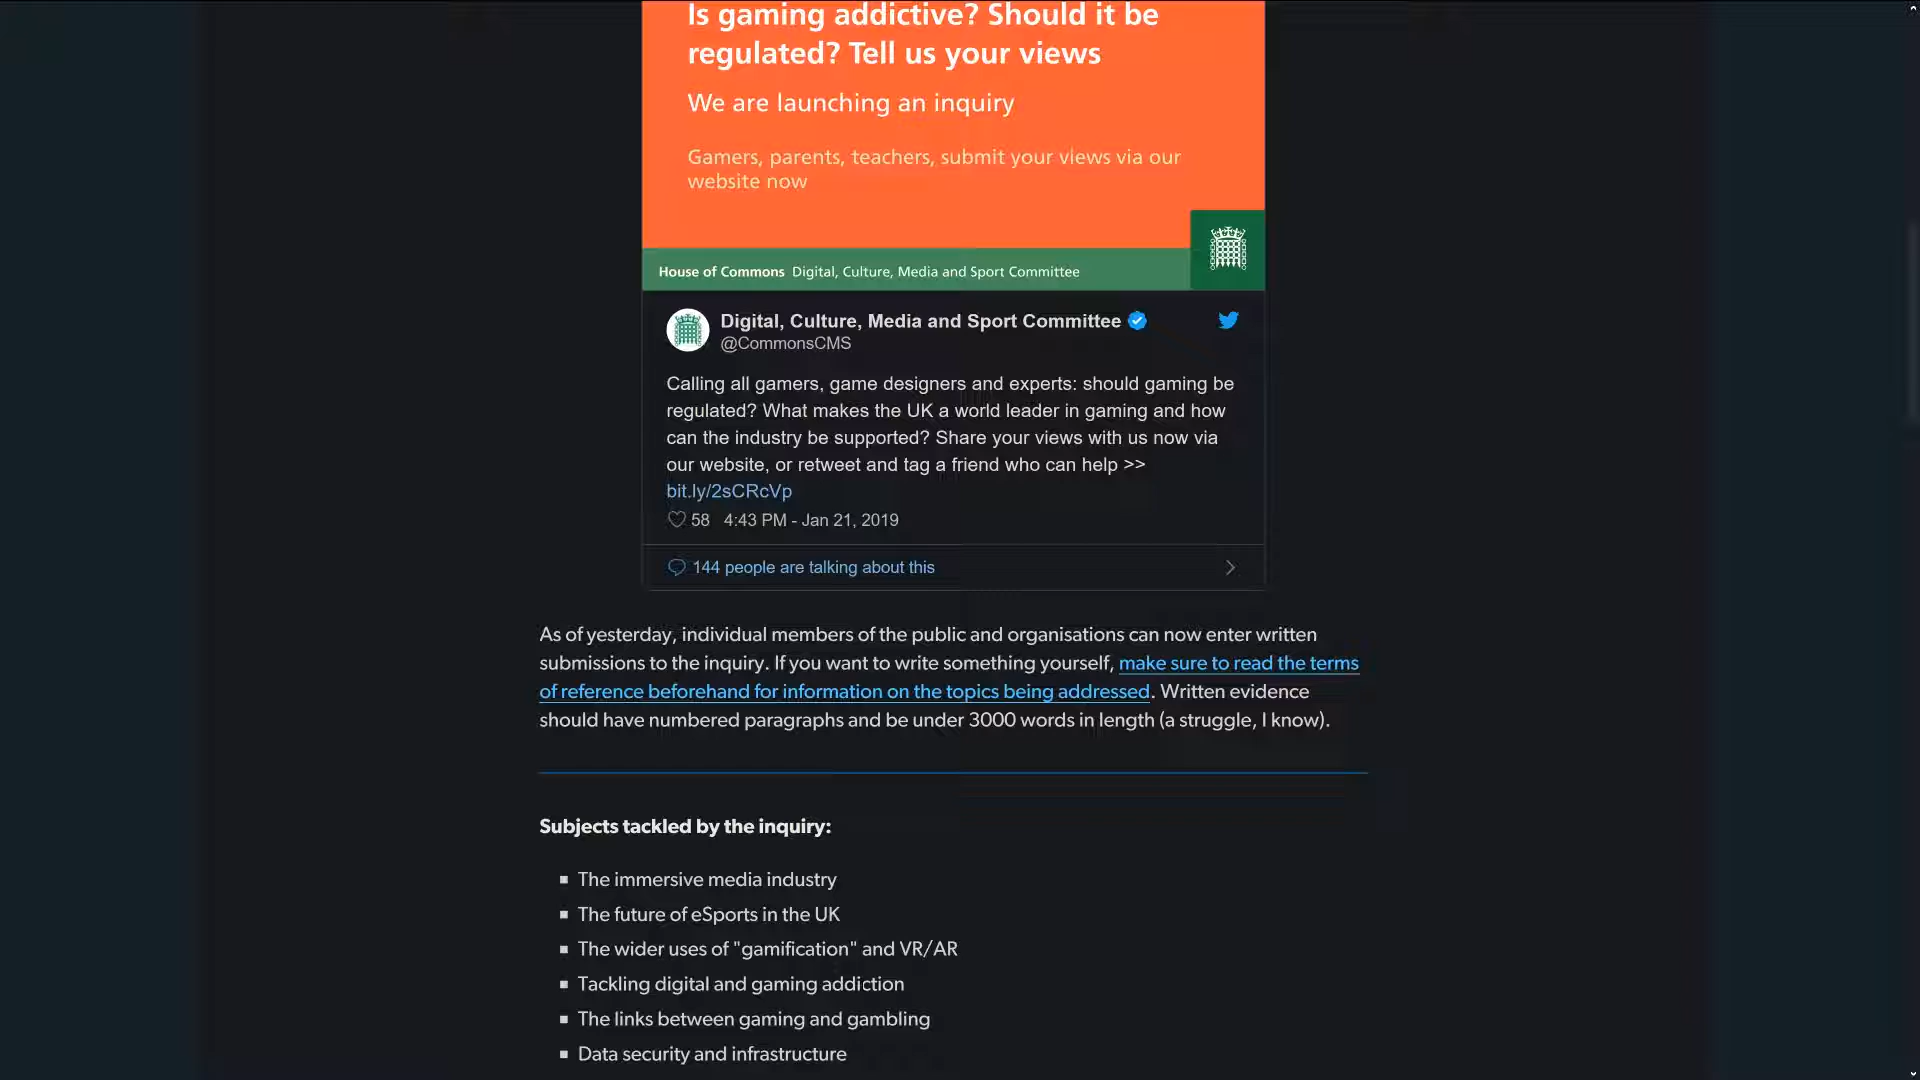 Is gaming addictive? Should it be
regulated? Tell us your views
We are launching an inquiry
Gamers, parents, teachers, submit your views via our
website now
House of Commons Digital, Culture, Media and Sport Committee
Digital, Culture, Media and Sport Committee
@CommonsCMS
Calling all gamers, game designers and experts: should gaming be
regulated? What makes the UK a world leader in gaming and how
can the industry be supported? Share your views with us now via
our website, or retweet and tag a friend who can help >>
bit.ly/2sCRcVp
58 4:43 PM - Jan 21, 2019
144 people are talking about this
As of yesterday, individual members of the public and organisations can now enter written
submissions to the inquiry. If you want to write something yourself, make sure to read the terms
of reference beforehand for information on the topics being addressed. Written evidence
should have numbered paragraphs and be under 3000 words in length (a struggle, I know).
Subjects tackled by the inquiry:
The immersive media industry
The future of eSports in the UK
The wider uses of "gamification" and VR/AR
Tackling digital and gaming addiction
The links between gaming and gambling
Data security and infrastructure